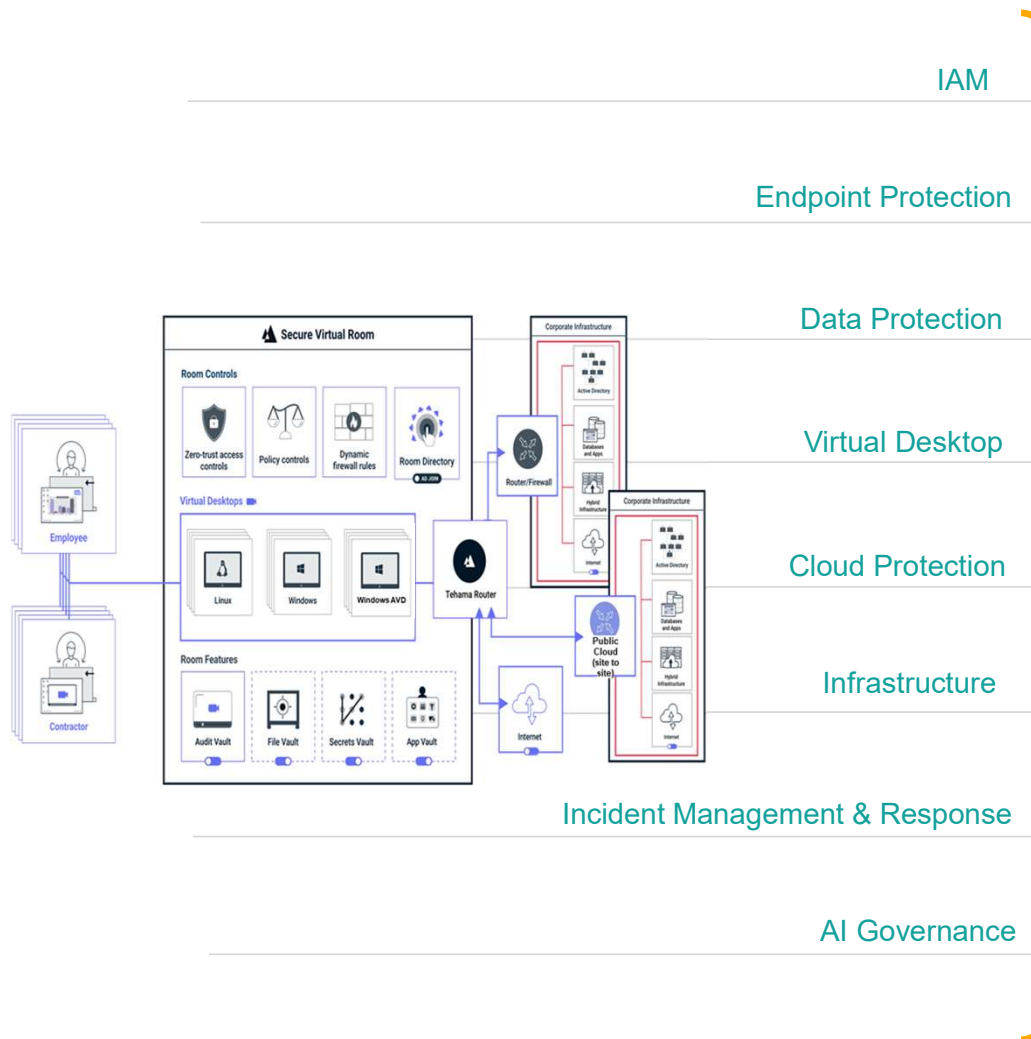 IAM
Endpoint Protection
Data Protection
Virtual Desktop
Cloud Protection
Infrastructure
Incident Management & Response
AI Governance
Employee
Contractor
Secure Virtual Room
Room Controls
Zero-trust access
controls
Policy controls
Dynamic
firewall rules
Room Directory
AD JOIN
Virtual Desktops
Linux
Windows
Windows AVD
Room Features
Audit Vault
File Vault
Secrets Vault
App Vault
Tehama Router
Router/Firewall
Public
Cloud
(site to
site)
Internet
Corporate Infrastructure
Active Directory
Databases
and Apps
Hybrid
Infrastructure
Internet
Corporate Infrastructure
Active Directory
Databases
and Apps
Hybrid
Infrastructure
Internet